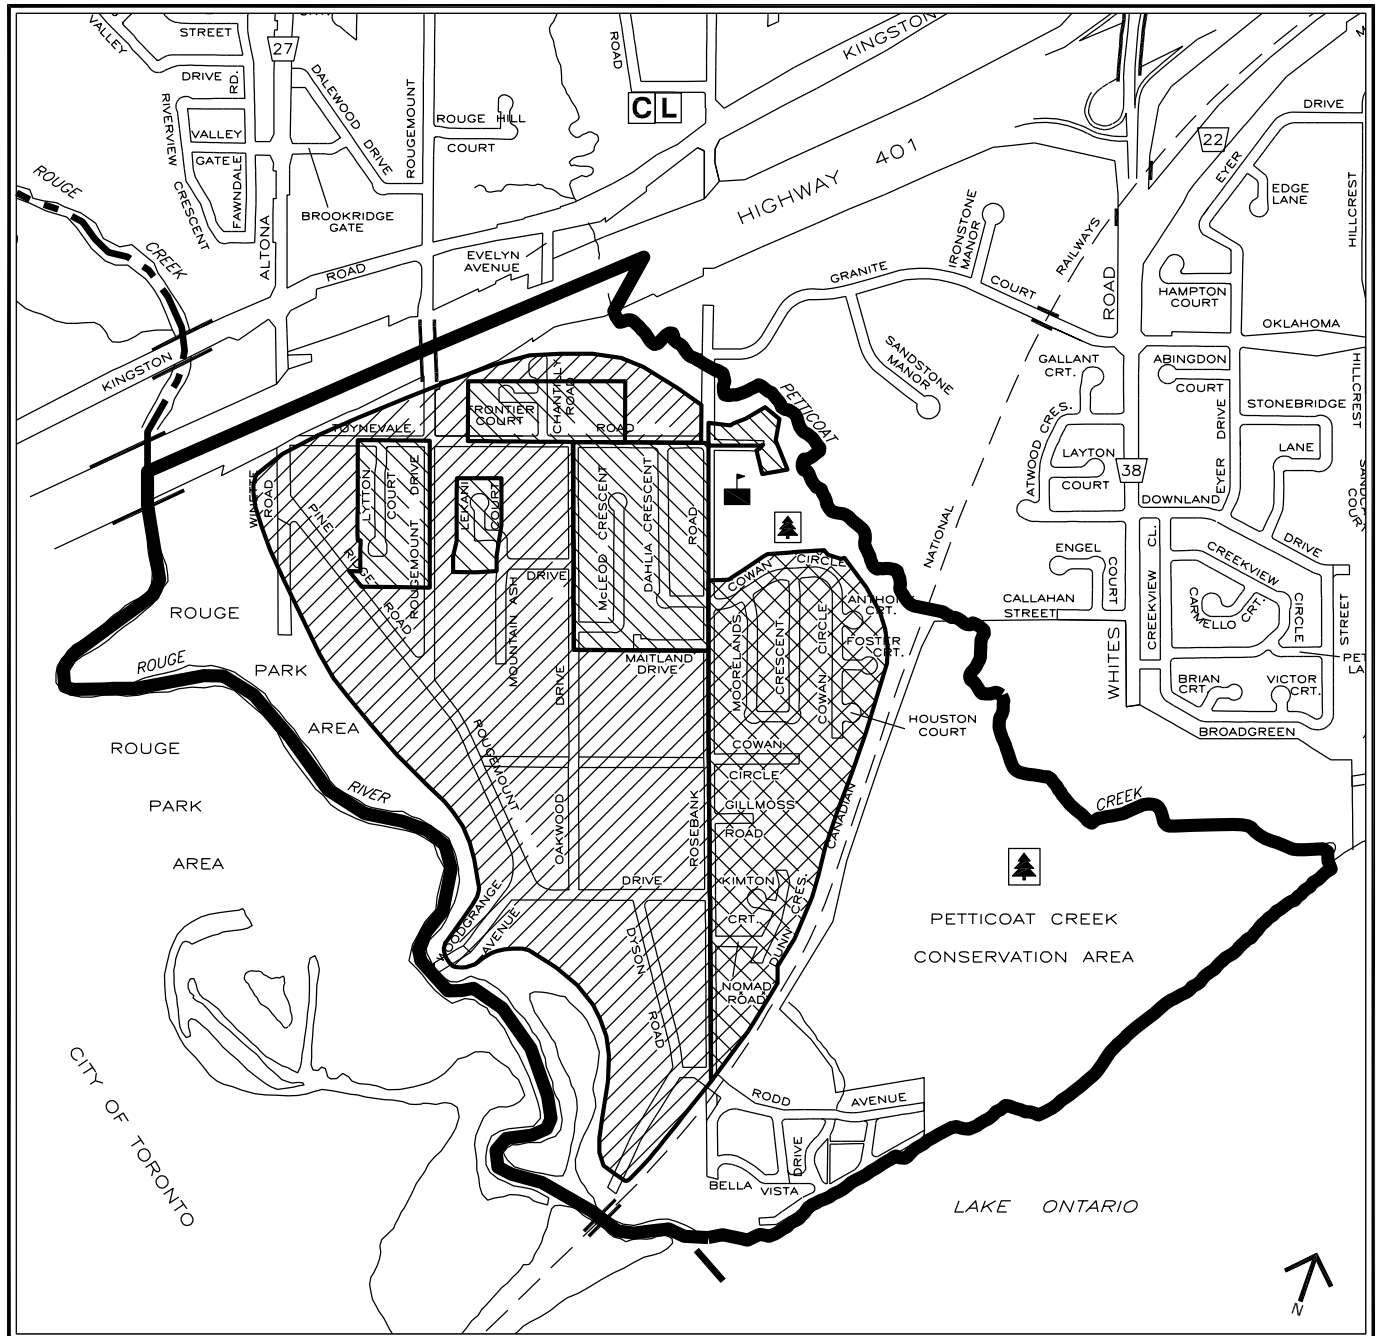 STREET
VALLEY
DRIVE
RD.
27
DALEWOOD
DRIVE
ROUGEMOUNT
ROAD
KINGSTON
C L
ROUGE HILL
COURT
RIVERVIEW
CRESCENT
VALLEY
GATE
FAWNDALE
ALTONA
BROOKRIDGE
GATE
HIGHWAY 401
22
DRIVE
EYER
EDGE
LANE
HILLCREST
ROUGE
CREEK
ROAD
EVELYN
AVENUE
IRONSTONE
MANOR
GRANITE
COURT
RAILWAYS
ROAD
HAMPTON
COURT
OKLAHOMA
KINGSTON
SANDSTONE
MANOR
GALLANT
CRT.
ABINGDON
COURT
HILLCREST
PETTICOAT
CHANTILLY
ROAD
FRONTIER
COURT
TOYNEVALE
ROAD
ATWOOD CRES.
EYER DRIVE
STONEBRIDGE
LANE
LAYTON
COURT
38
DOWNLAND
DRIVE
WINETTE
ROAD
LYTTON
COURT
ROUGEMOUNT DRIVE
LEKANI
COURT
McLEOD CRESCENT
DAHLIA CRESCENT
ROAD
PINE RIDGE ROAD
NATIONAL
ENGEL
COURT
CREEKVIEW CL.
CREEKVIEW
CIRCLE
CARMELLO CRT.
STREET
CALLAHAN
STREET
WHITES
COWAN CIRCLE
ANTHONY
CRT.
FOSTER
CRT.
DRIVE
MOUNTAIN ASH
DRIVE
MAITLAND
DRIVE
MOORELANDS
CRESCENT
COWAN CIRCLE
HOUSTON
COURT
BRIAN
CRT.
VICTOR
CRT.
BROADGREEN
ROUGE
PARK
AREA
ROUGE
RIVER
ROUGE
PARK
AREA
ROUGEMOUNT
OAKWOOD
ROSEBANK
COWAN
CIRCLE
GILLMOSS
ROAD
CANADIAN
CREEK
KIMTON
CRT.
DUNN CRES.
DRIVE
WOODGRANGE
AVENUE
DYSON
ROAD
NOMAD
ROAD
PETTICOAT CREEK
CONSERVATION AREA
CITY OF TORONTO
RODD
AVENUE
DRIVE
BELLA VISTA
LAKE ONTARIO
N